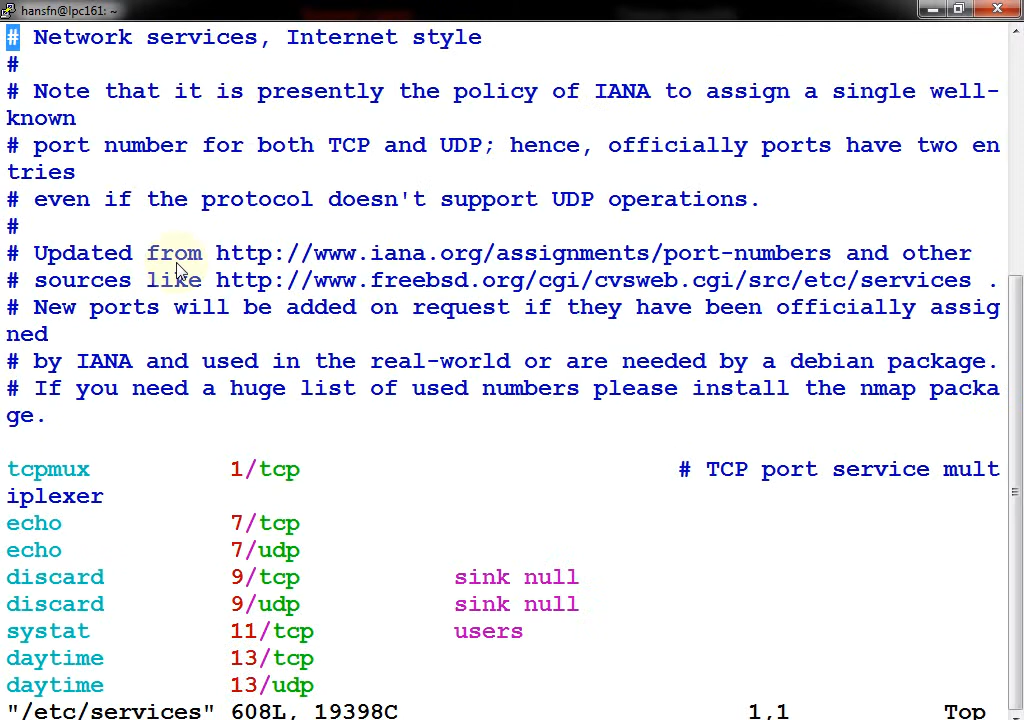 hansfn@lpc161: ~
# Network services, Internet style
#
# Note that it is presently the policy of IANA to assign a single well-
known
# port number for both TCP and UDP; hence, officially ports have two en
tries
# even if the protocol doesn't support UDP operations.
#
# Updated from http://www.iana.org/assignments/port-numbers and other
# sources like http://www.freebsd.org/cgi/cvsweb.cgi/src/etc/services .
# New ports will be added on request if they have been officially assig
ned
# by IANA and used in the real-world or are needed by a debian package.
# If you need a huge list of used numbers please install the nmap packa
ge.
tcpmux 1/tcp # TCP port service mult
iplexer
echo 7/tcp
echo 7/udp
discard 9/tcp sink null
discard 9/udp sink null
systat 11/tcp users
daytime 13/tcp
daytime 13/udp
"/etc/services" 608L, 19398C 1,1 Top